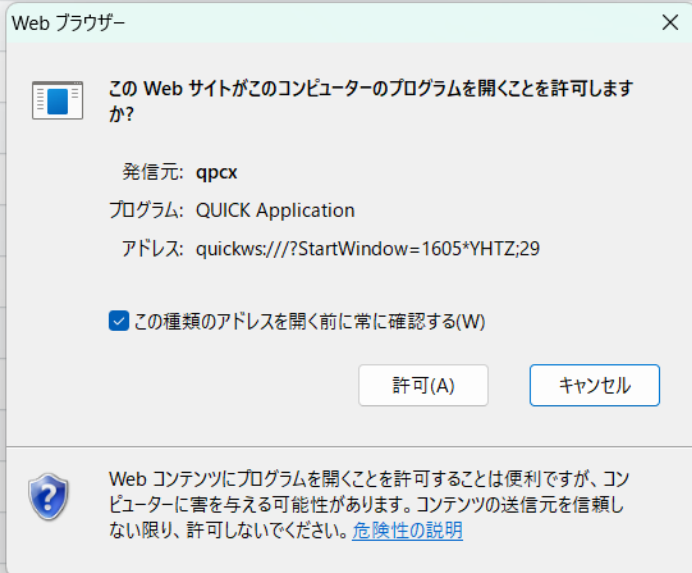 Web ブラウザー
この Web サイトがこのコンピューターのプログラムを開くことを許可します
か?
発信元: qpcx
プログラム: QUICK Application
アドレス: quickws:///?StartWindow=1605*YHTZ;29
この種類のアドレスを開く前に常に確認する(W)
許可(A)
キャンセル
Web コンテンツにプログラムを開くことを許可することは便利ですが、コン
ピューターに害を与える可能性があります。コンテンツの送信元を信頼し
ない限り、許可しないでください。危険性の説明